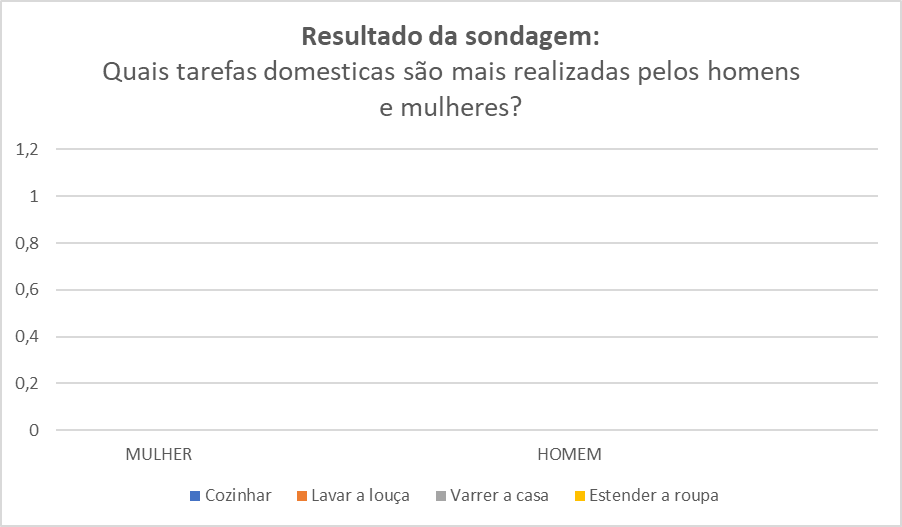 Resultado da sondagem:
Quais tarefas domesticas são mais realizadas pelos homens
e mulheres?
1,2
1
0,8
0,6
0,4
0,2
0
MULHER HOMEM
Cozinhar Lavar a louça Varrer a casa Estender a roupa